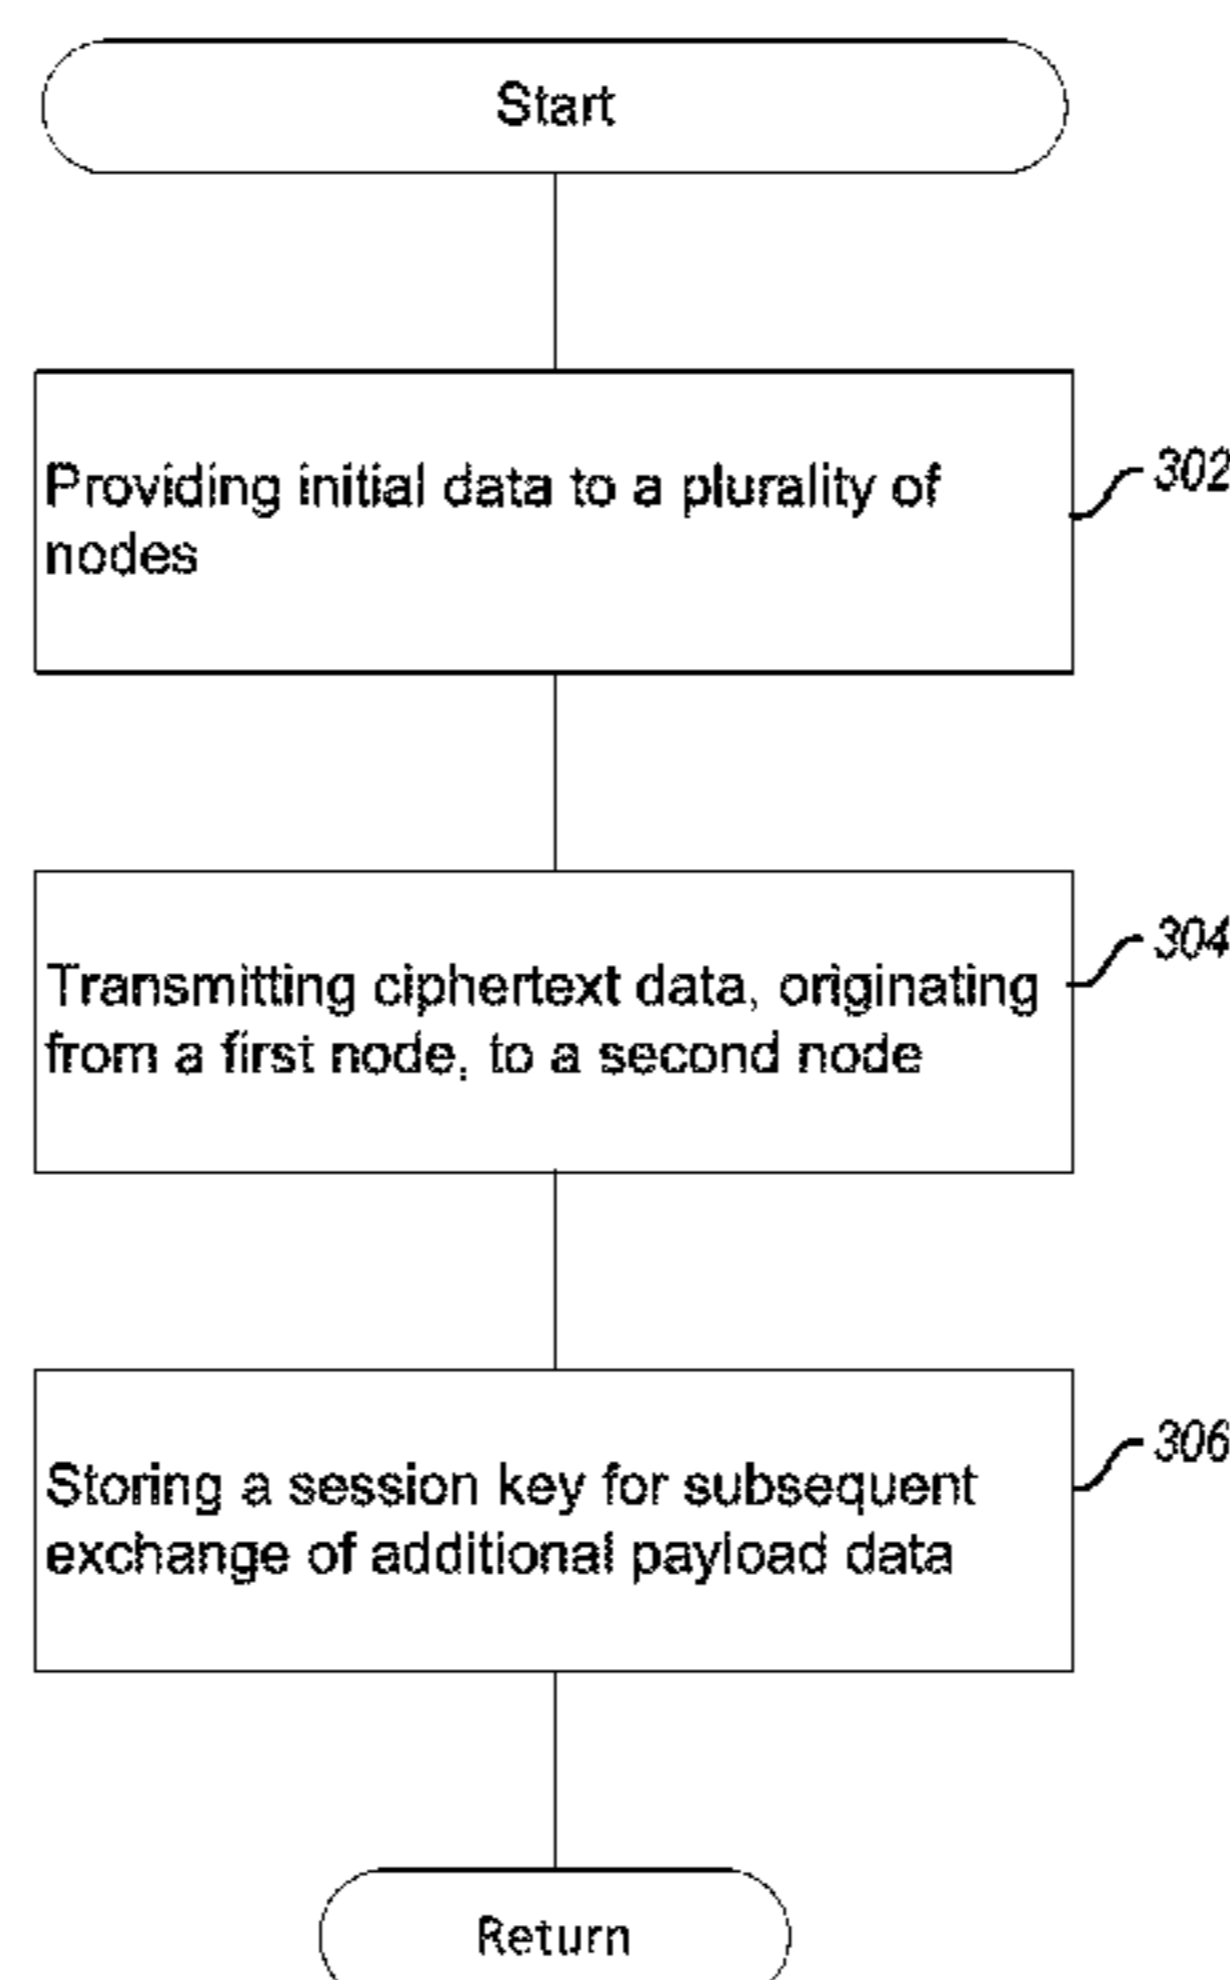 Start
Providing initial data to a plurality of
nodes
302
Transmitting ciphertext data, originating
from a first node, to a second node
304
Storing a session key for subsequent
exchange of additional payload data
306
Return